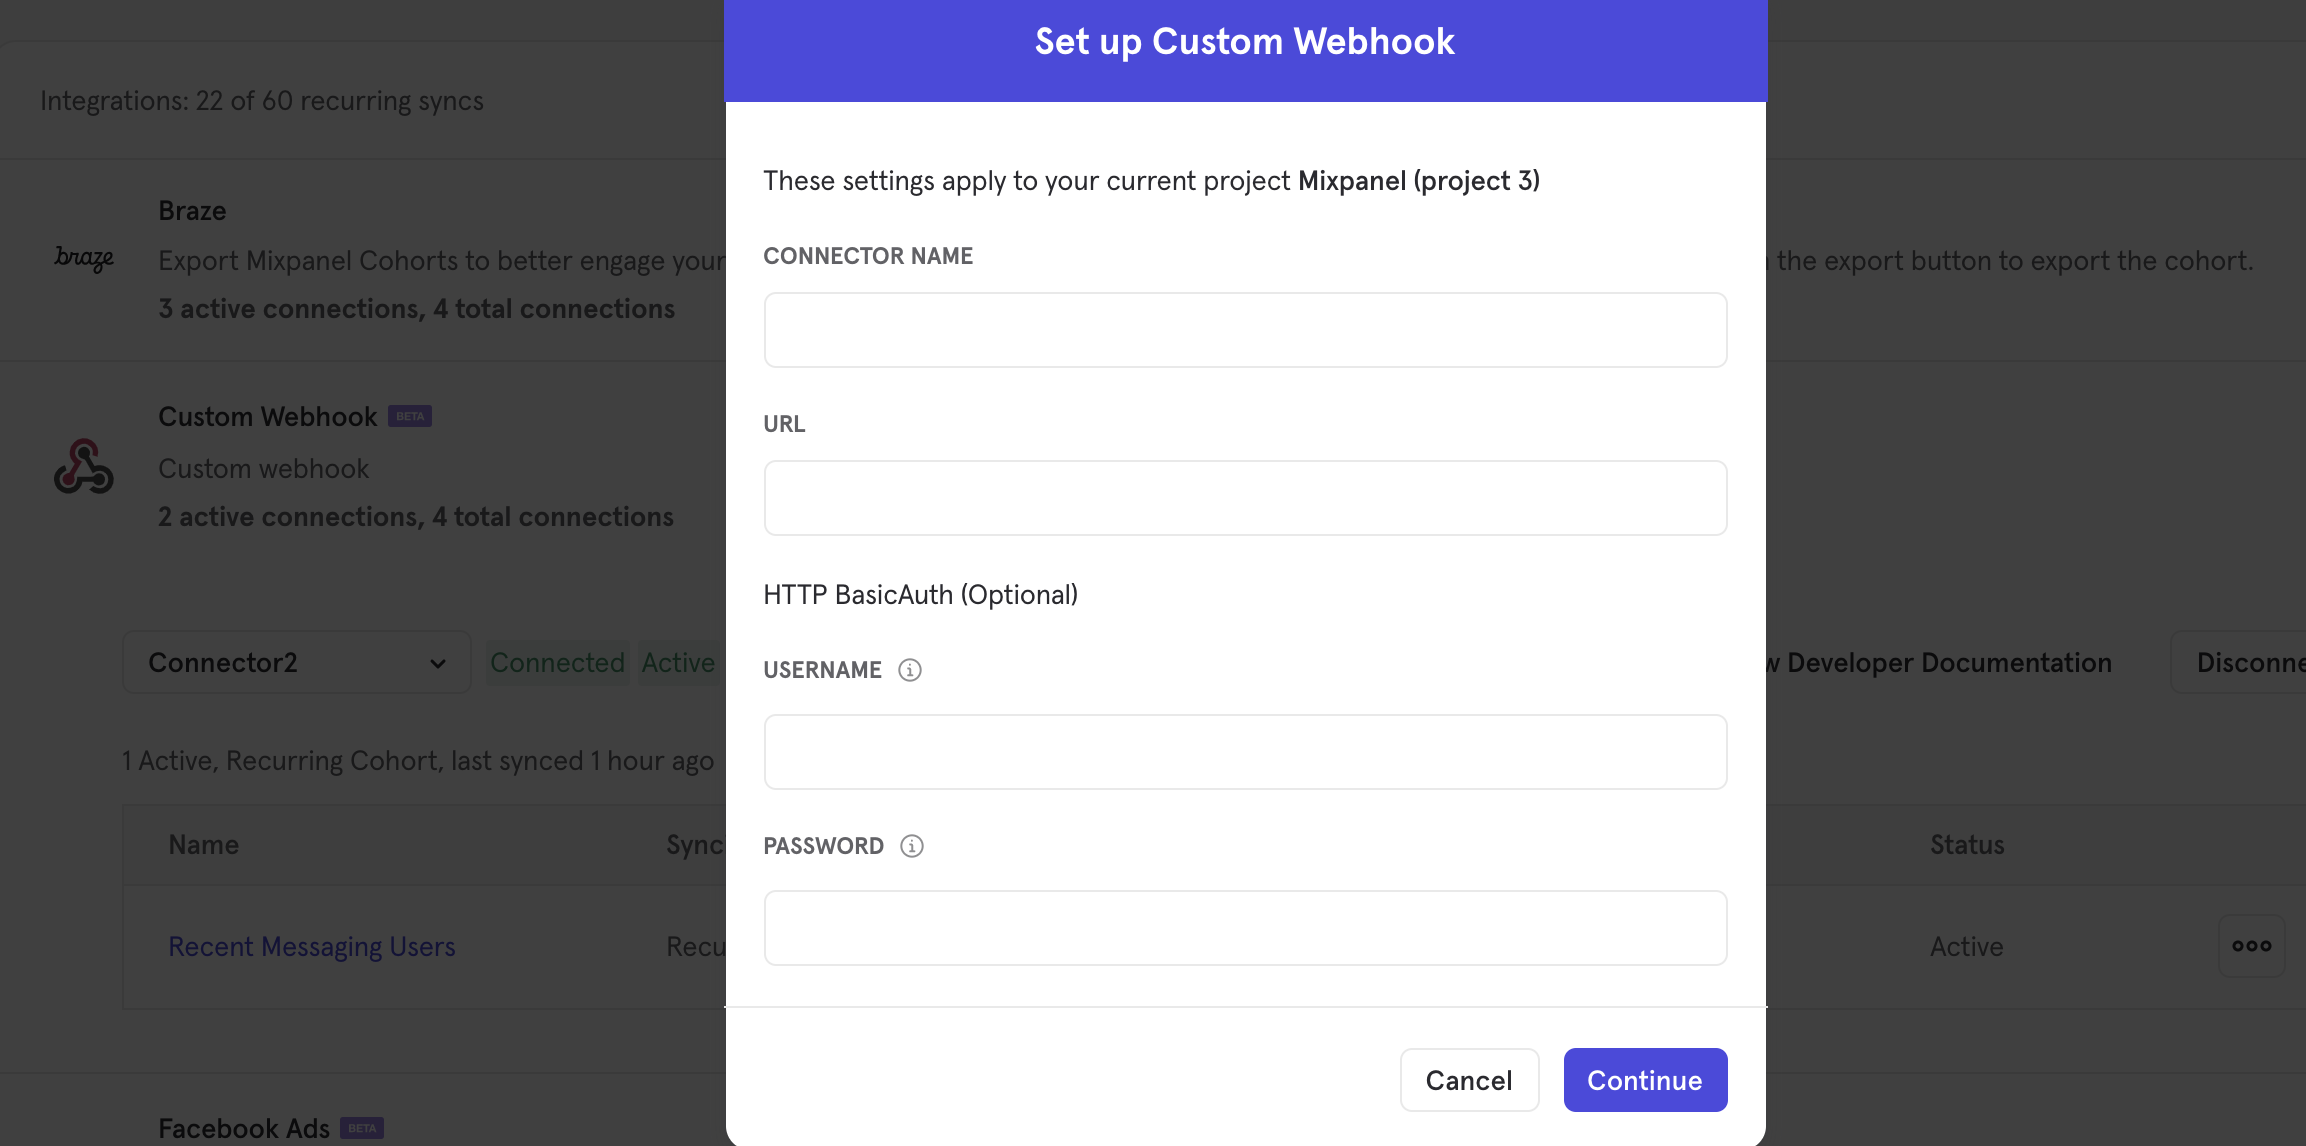 Set up Custom Webhook
Integrations: 22 of 60 recurring syncs
These settings apply to your current project Mixpanel (project 3)
Braze
braze
Export Mixpanel Cohorts to better engage your
the export button to export the cohort.
3 active connections, 4 total connections
CONNECTOR NAME
URL
Custom Webhook BETA
Custom webhook
2 active connections, 4 total connections
HTTP BasicAuth (Optional)
Connector2 Connected Active
Developer Documentation
USERNAME
1 Active, Recurring Cohort, last synced 1 hour ago
PASSWORD
Name
Status
Recent Messaging Users
Active
Cancel Continue
Facebook Ads BETA